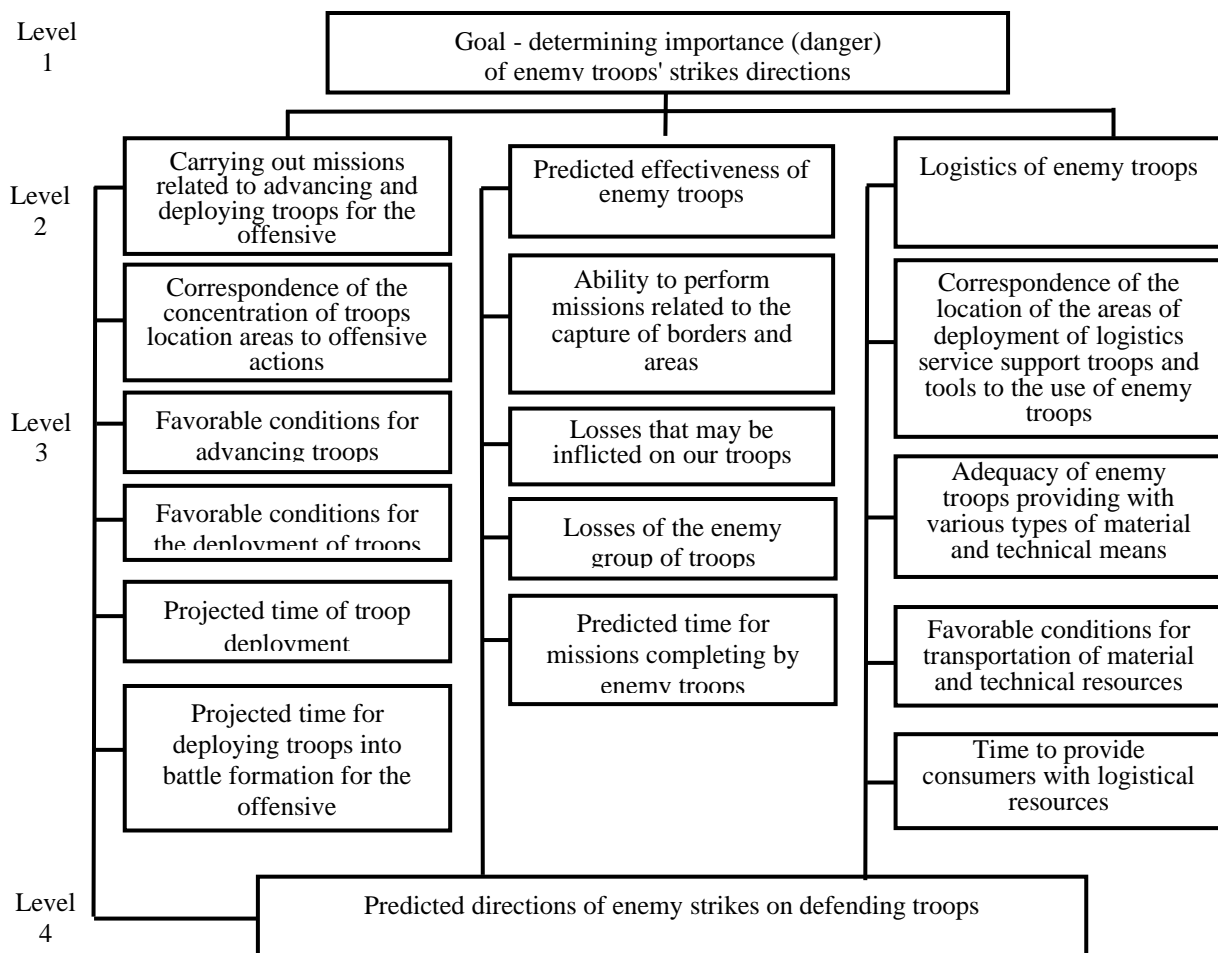 Level
1
Goal - determining importance (danger)
of enemy troops' strikes directions
Level
2
Carrying out missions
related to advancing and
deploying troops for the
offensive
Predicted effectiveness of
enemy troops
Logistics of enemy troops
Level
3
Correspondence of the
concentration of troops
location areas to offensive
actions
Favorable conditions for
advancing troops
Favorable conditions for
the deployment of troops
Projected time of troop
deployment
Projected time for
deploying troops into
battle formation for the
offensive
Ability to perform
missions related to the
capture of borders and
areas
Losses that may be
inflicted on our troops
Losses of the enemy
group of troops
Predicted time for
missions completing by
enemy troops
Correspondence of the
location of the areas of
deployment of logistics
service support troops and
tools to the use of enemy
troops
Adequacy of enemy
troops providing with
various types of material
and technical means
Favorable conditions for
transportation of material
and technical resources
Time to provide
consumers with logistical
resources
Level
4
Predicted directions of enemy strikes on defending troops